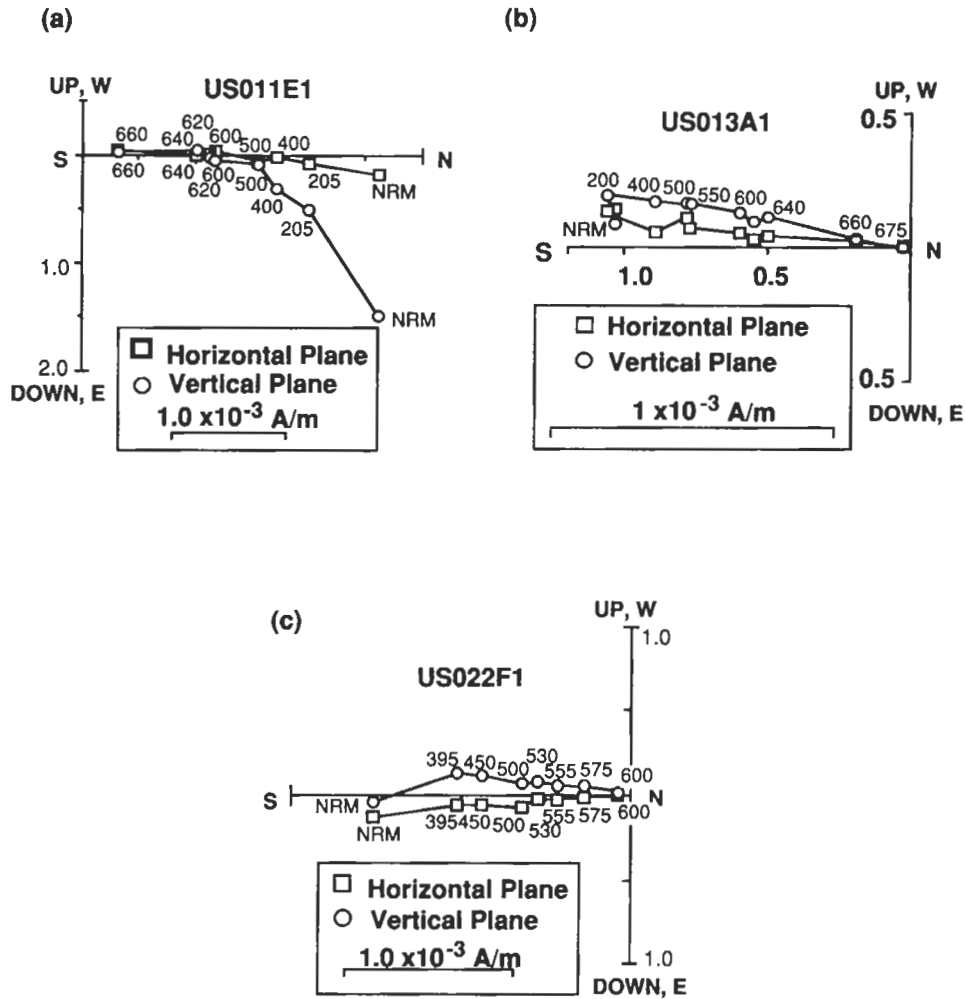 (a)
US011E1
UP, W
660
640
620
600
500
400
S
N
660
640
620
600
500
400
205
205
NRM
NRM
1.0
2.0
DOWN, E
Horizontal Plane
Vertical Plane
1.0 x10-3 A/m
(b)
US013A1
UP, W
0.5
200
400
500
550
600
640
660
675
NRM
S
N
1.0
0.5
0.5
DOWN, E
Horizontal Plane
Vertical Plane
1 x10-3 A/m
(c)
US022F1
UP, W
1.0
395
450
500
530
555
575
600
S
N
NRM
NRM
395
450
500
530
555
575
600
1.0
DOWN, E
Horizontal Plane
Vertical Plane
1.0 x10-3 A/m